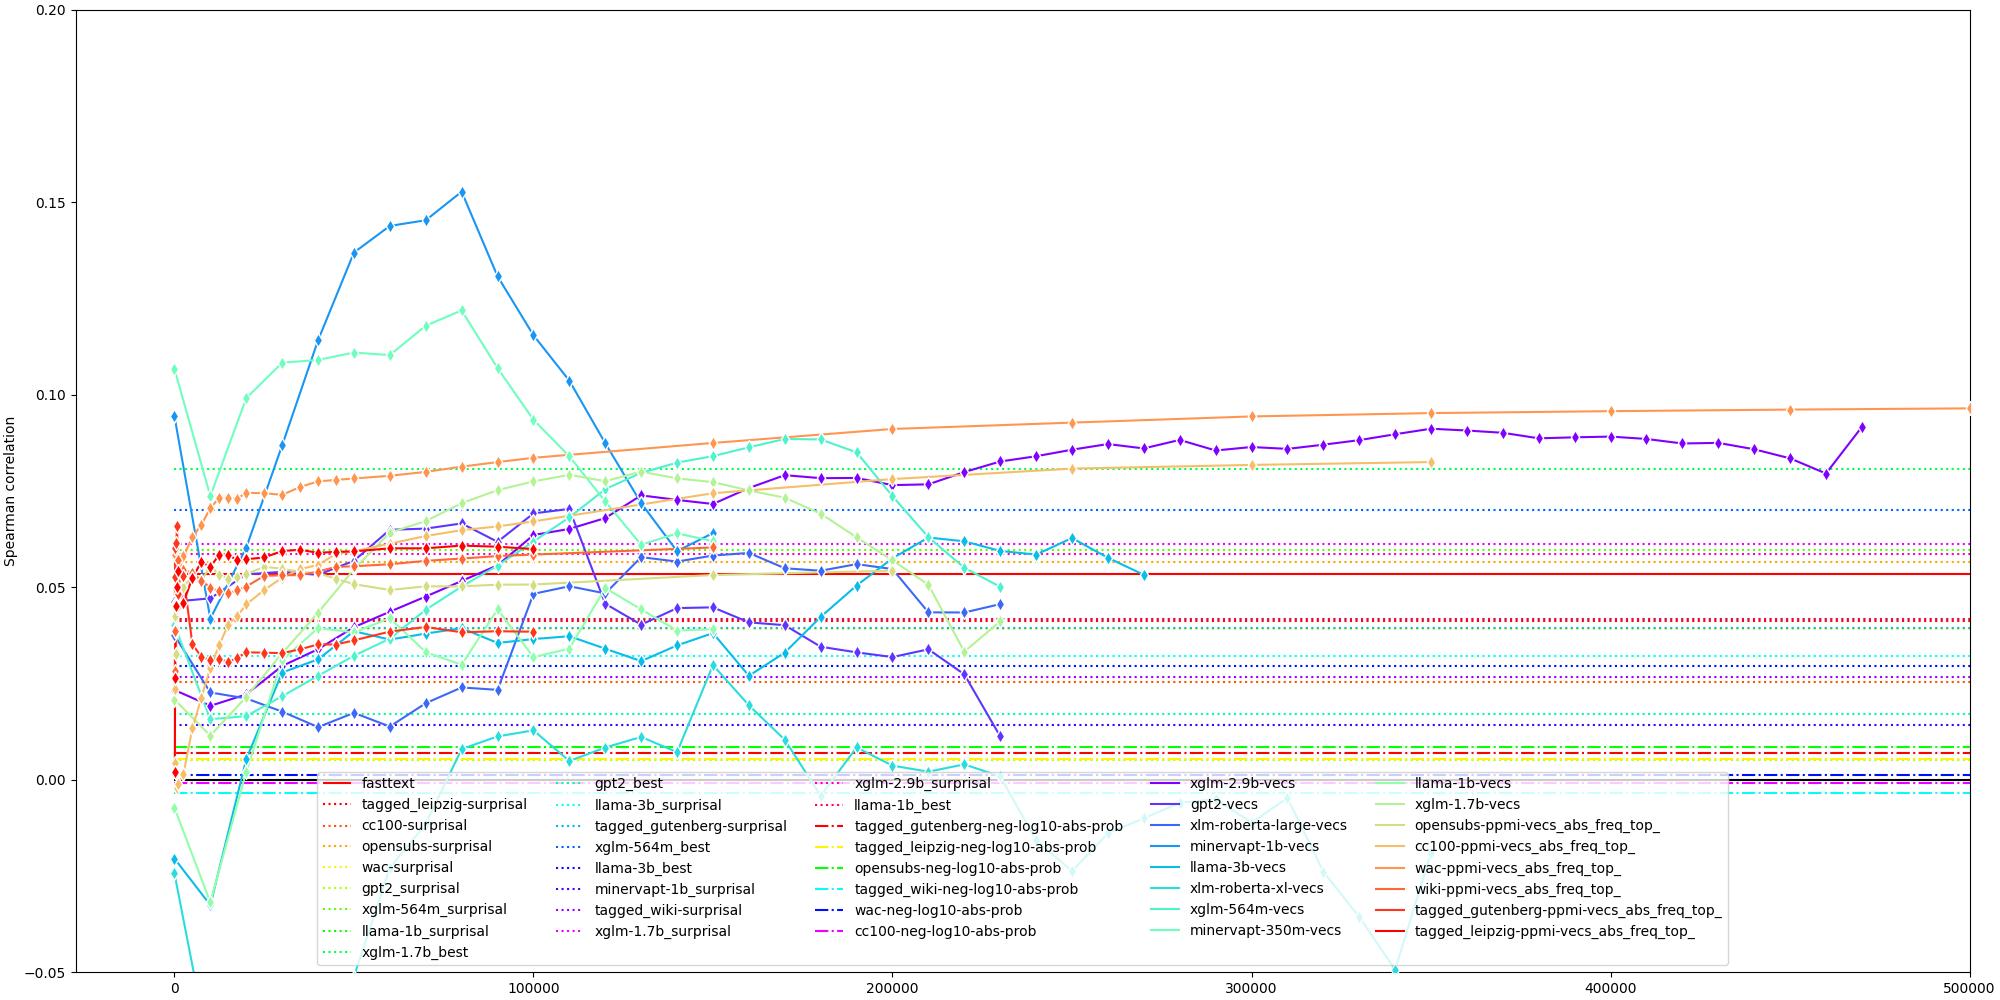 0.20
0.15
0.10
0.05
0.00
−0.05
Spearman correlation
fasttext
tagged_leipzig-surprisal
cc100-surprisal
opensubs-surprisal
wac-surprisal
gpt2_surprisal
xglm-564m_surprisal
llama-1b_surprisal
xglm-1.7b_best
gpt2_best
llama-3b_surprisal
tagged_gutenberg-surprisal
xglm-564m_best
llama-3b_best
minervapt-1b_surprisal
tagged_wiki-surprisal
xglm-1.7b_surprisal
xglm-2.9b_surprisal
llama-1b_best
tagged_gutenberg-neg-log10-abs-prob
tagged_leipzig-neg-log10-abs-prob
opensubs-neg-log10-abs-prob
tagged_wiki-neg-log10-abs-prob
wac-neg-log10-abs-prob
cc100-neg-log10-abs-prob
xglm-2.9b-vecs
gpt2-vecs
xlm-roberta-large-vecs
minervapt-1b-vecs
llama-3b-vecs
xlm-roberta-xl-vecs
xglm-564m-vecs
minervapt-350m-vecs
llama-1b-vecs
xglm-1.7b-vecs
opensubs-ppmi-vecs_abs_freq_top_
cc100-ppmi-vecs_abs_freq_top_
wac-ppmi-vecs_abs_freq_top_
wiki-ppmi-vecs_abs_freq_top_
tagged_gutenberg-ppmi-vecs_abs_freq_top_
tagged_leipzig-ppmi-vecs_abs_freq_top_
0 100000 200000 300000 400000 500000